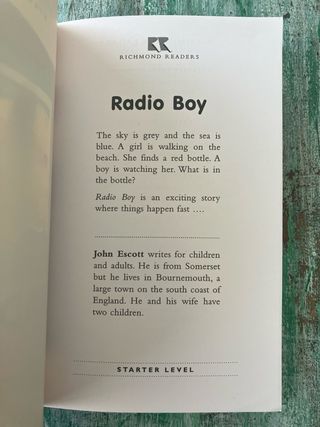 RICHMOND READERS
Radio Boy
The sky is grey and the sea is
blue. A girl is walking on the
beach. She finds a red bottle. A
boy is watching her. What is in
the bottle?
Radio Boy is an exciting story
where things happen fast ....
John Escott writes for children
and adults. He is from Somerset
but he lives in Bournemouth, a
large town on the south coast of
England. He and his wife have
two children.
STARTER LEVEL